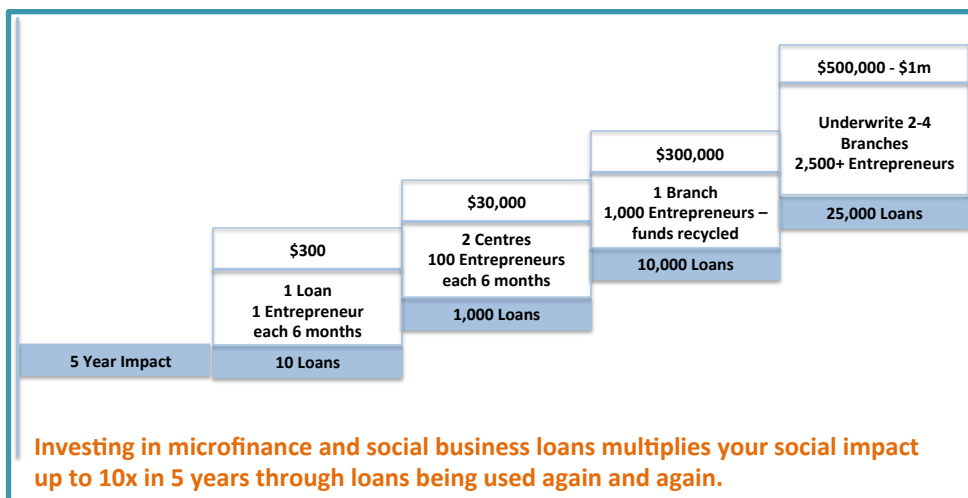 5 Year Impact
$300
1 Loan
1 Entrepreneur
each 6 months
10 Loans
$30,000
2 Centres
100 Entrepreneurs
each 6 months
1,000 Loans
$300,000
1 Branch
1,000 Entrepreneurs –
funds recycled
10,000 Loans
$500,000 - $1m
Underwrite 2-4
Branches
2,500+ Entrepreneurs
25,000 Loans
Investing in microfinance and social business loans multiplies your social impact
up to 10x in 5 years through loans being used again and again.